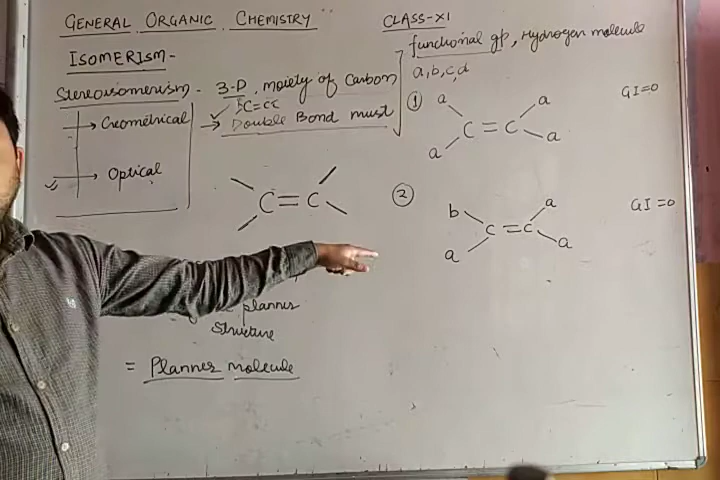 GENERAL ORGANIC CHEMISTRY
CLASS-XI
ISOMERISM-
functional gp, Hydrogen molecule
a,b,c,d
Stereoisomerism - 3-D, moiety of Carbon
C=C
→ Geometrical
→ Double Bond must
→ Optical
① a a
C=C
a a
GI=0
C=C
② b a
C=C
a a
GI=0
planner
structure
= Planner molecule